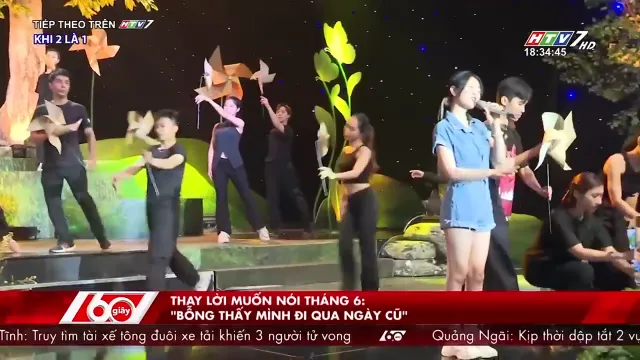 TIẾP THEO TRÊN HTV7
KHI 2 LÀ 1
HTV7 HD
18:34:45
60 giây
THAY LỜI MUỐN NÓI THÁNG 6:
"BỖNG THẤY MÌNH ĐI QUA NGÀY CŨ"
Tĩnh: Truy tìm tài xế tông đuôi xe tải khiến 3 người tử vong 60giây Quảng Ngãi: Kịp thời dập tắt 2 vụ